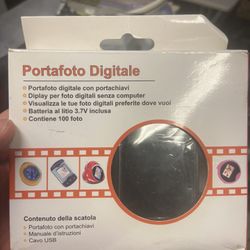 Portafoto Digitale
Portafoto digitale con portachiavi
Diplay per foto digitali senza computer
Visualizza le tue foto digitali preferite dove vuoi
Batteria al litio 3.7V inclusa
Contiene 100 foto
Contenuto della scatola
Portafoto con portachiavi
Manuale d'istruzioni
Cavo USB